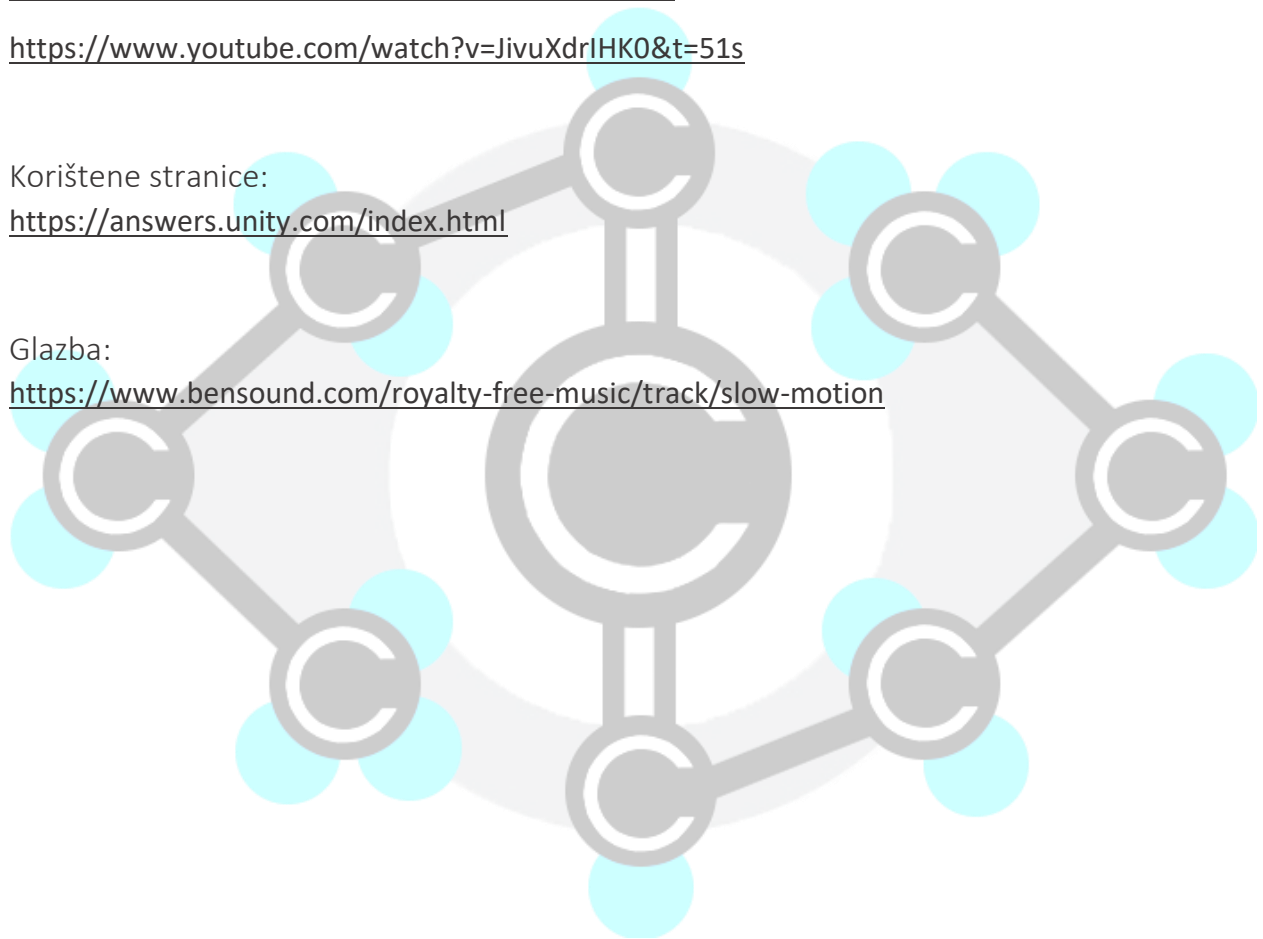 https://www.youtube.com/watch?v=JivuXdrIHK0&t=51s
Korištene stranice:
https://answers.unity.com/index.html
Glazba:
https://www.bensound.com/royalty-free-music/track/slow-motion
C
C
C
C
C
C
C
C
C